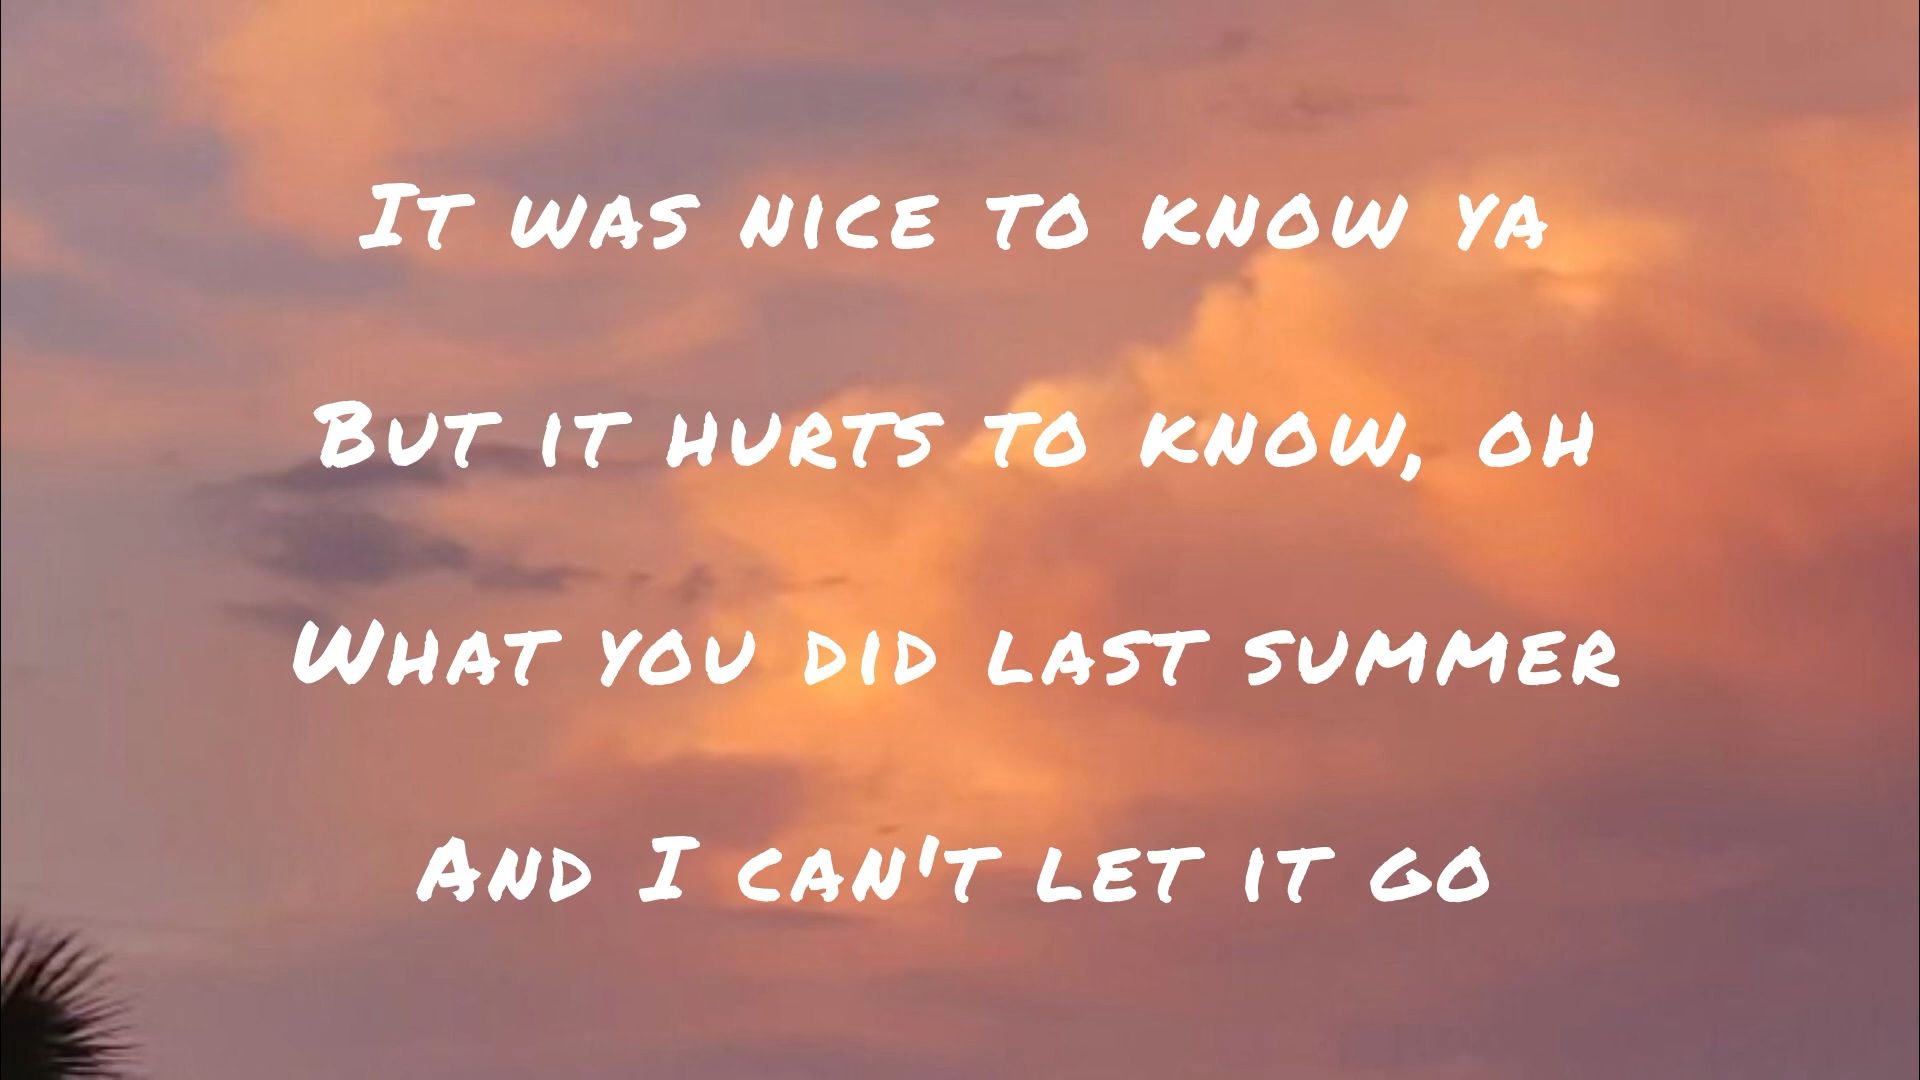 It was nice to know ya
But it hurts to know, oh
What you did last summer
And I can't let it go